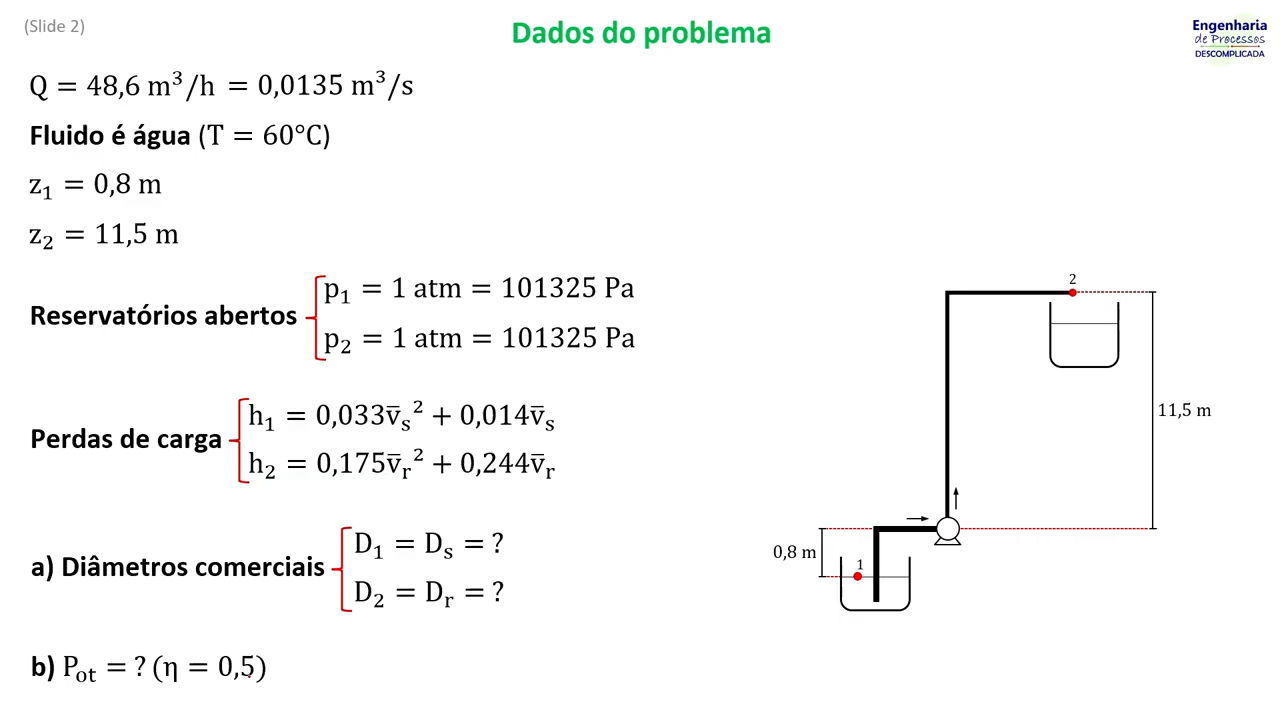 (Slide 2)
Dados do problema
Engenharia
de Processos
DESCOMPLICADA
Q = 48,6 m³/h = 0,0135 m³/s
Fluido é água (T = 60°C)
z₁ = 0,8 m
z₂ = 11,5 m
Reservatórios abertos
p₁ = 1 atm = 101325 Pa
p₂ = 1 atm = 101325 Pa
Perdas de carga
h₁ = 0,033v̅ₛ² + 0,014v̅ₛ
h₂ = 0,175v̅ᵣ² + 0,244v̅ᵣ
a) Diâmetros comerciais
D₁ = Dₛ = ?
D₂ = Dᵣ = ?
b) Pₒₜ = ? (η = 0,5)
2
11,5 m
0,8 m
1